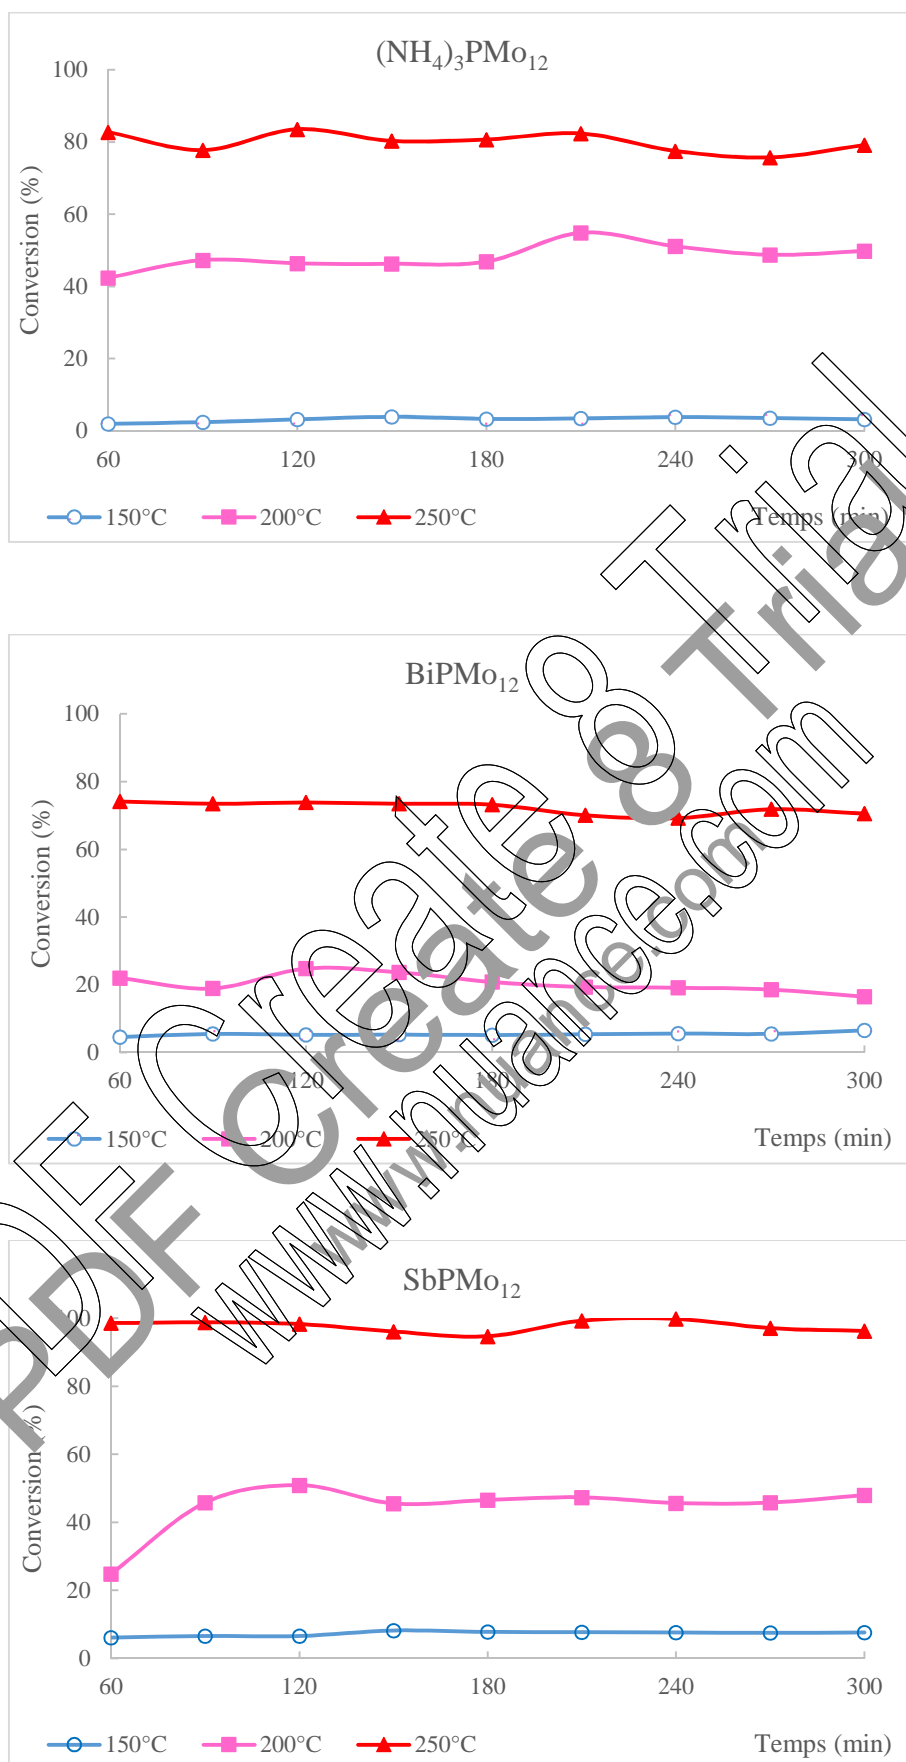 (NH₄)₃PMo₁₂
100
80
60
40
20
0
Conversion (%)
60 120 180 240 300
150°C 200°C 250°C Temps (min)
BiPMo₁₂
100
80
60
40
20
0
Conversion (%)
60 120 180 240 300
150°C 200°C 250°C Temps (min)
SbPMo₁₂
100
80
60
40
20
0
Conversion (%)
60 120 180 240 300
150°C 200°C 250°C Temps (min)
PDF Create 8 Trial
www.nuance.com